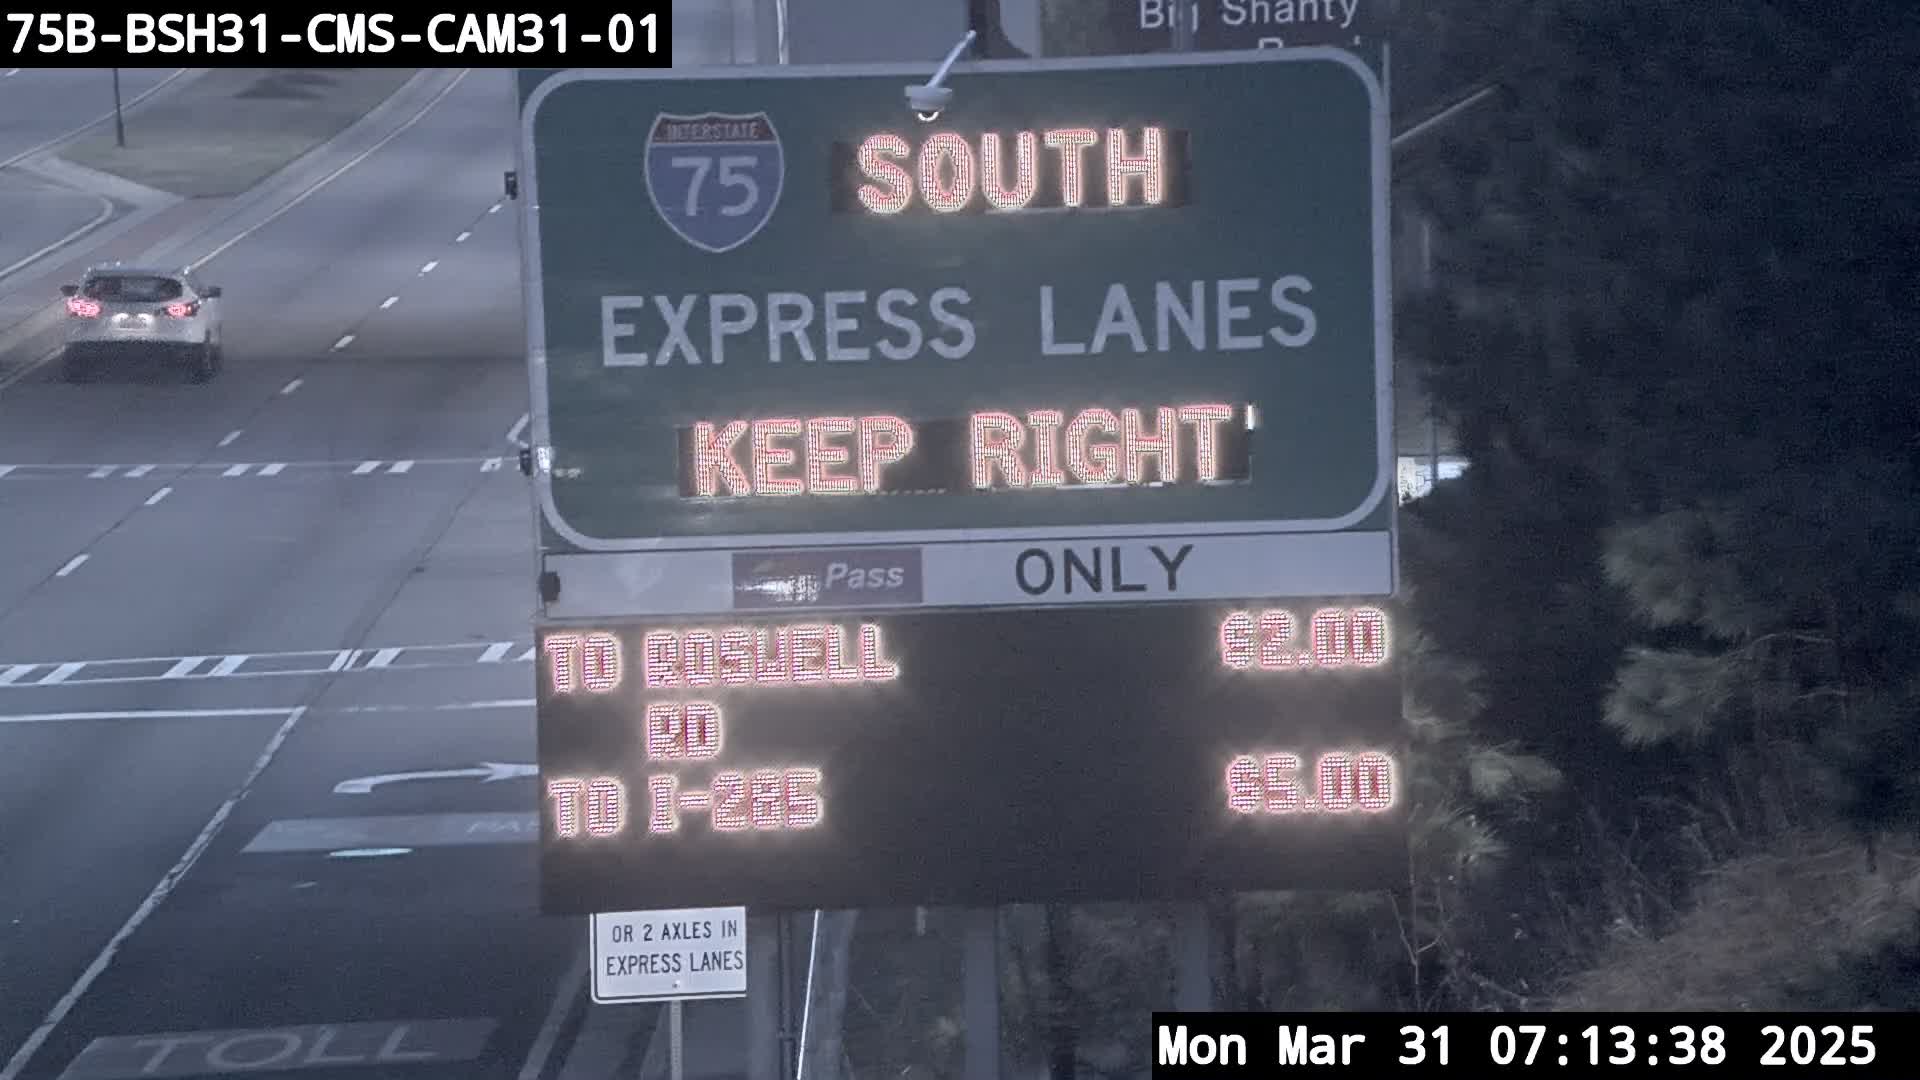 75B-BSH31-CMS-CAM31-01
Big Shanty
INTERSTATE
75
SOUTH
EXPRESS LANES
KEEP RIGHT
Pass ONLY
TO ROSWELL $2.00
RD
TO I-285 $5.00
OR 2 AXLES IN
EXPRESS LANES
TOLL
Mon Mar 31 07:13:38 2025